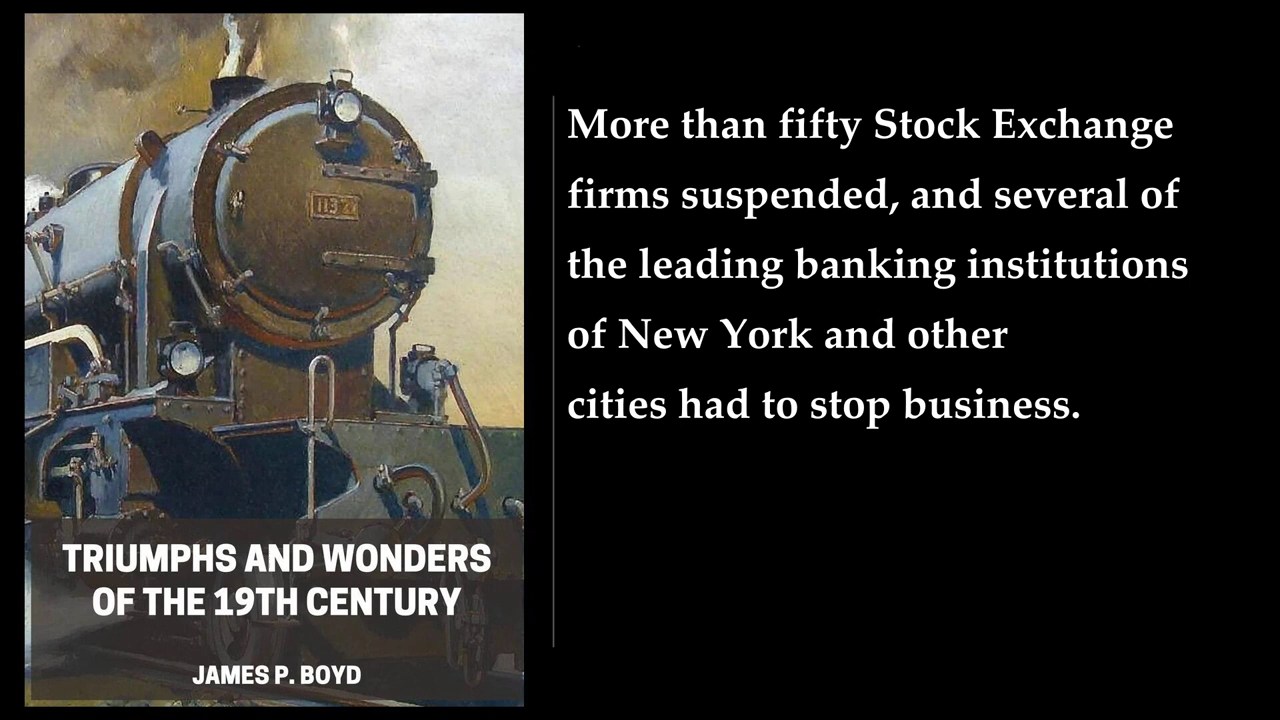 More than fifty Stock Exchange
firms suspended, and several of
the leading banking institutions
of New York and other
cities had to stop business.
TRIUMPHS AND WONDERS
OF THE 19TH CENTURY
JAMES P. BOYD